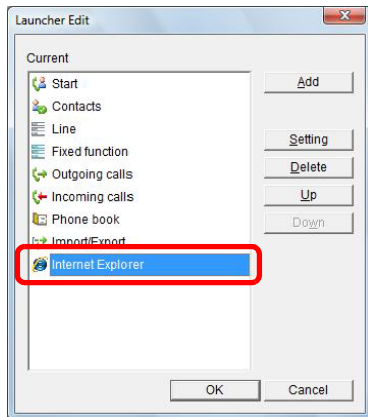 Launcher Edit
Current
Start
Contacts
Line
Fixed function
Outgoing calls
Incoming calls
Phone book
Import/Export
Internet Explorer
Add
Setting
Delete
Up
Down
OK
Cancel